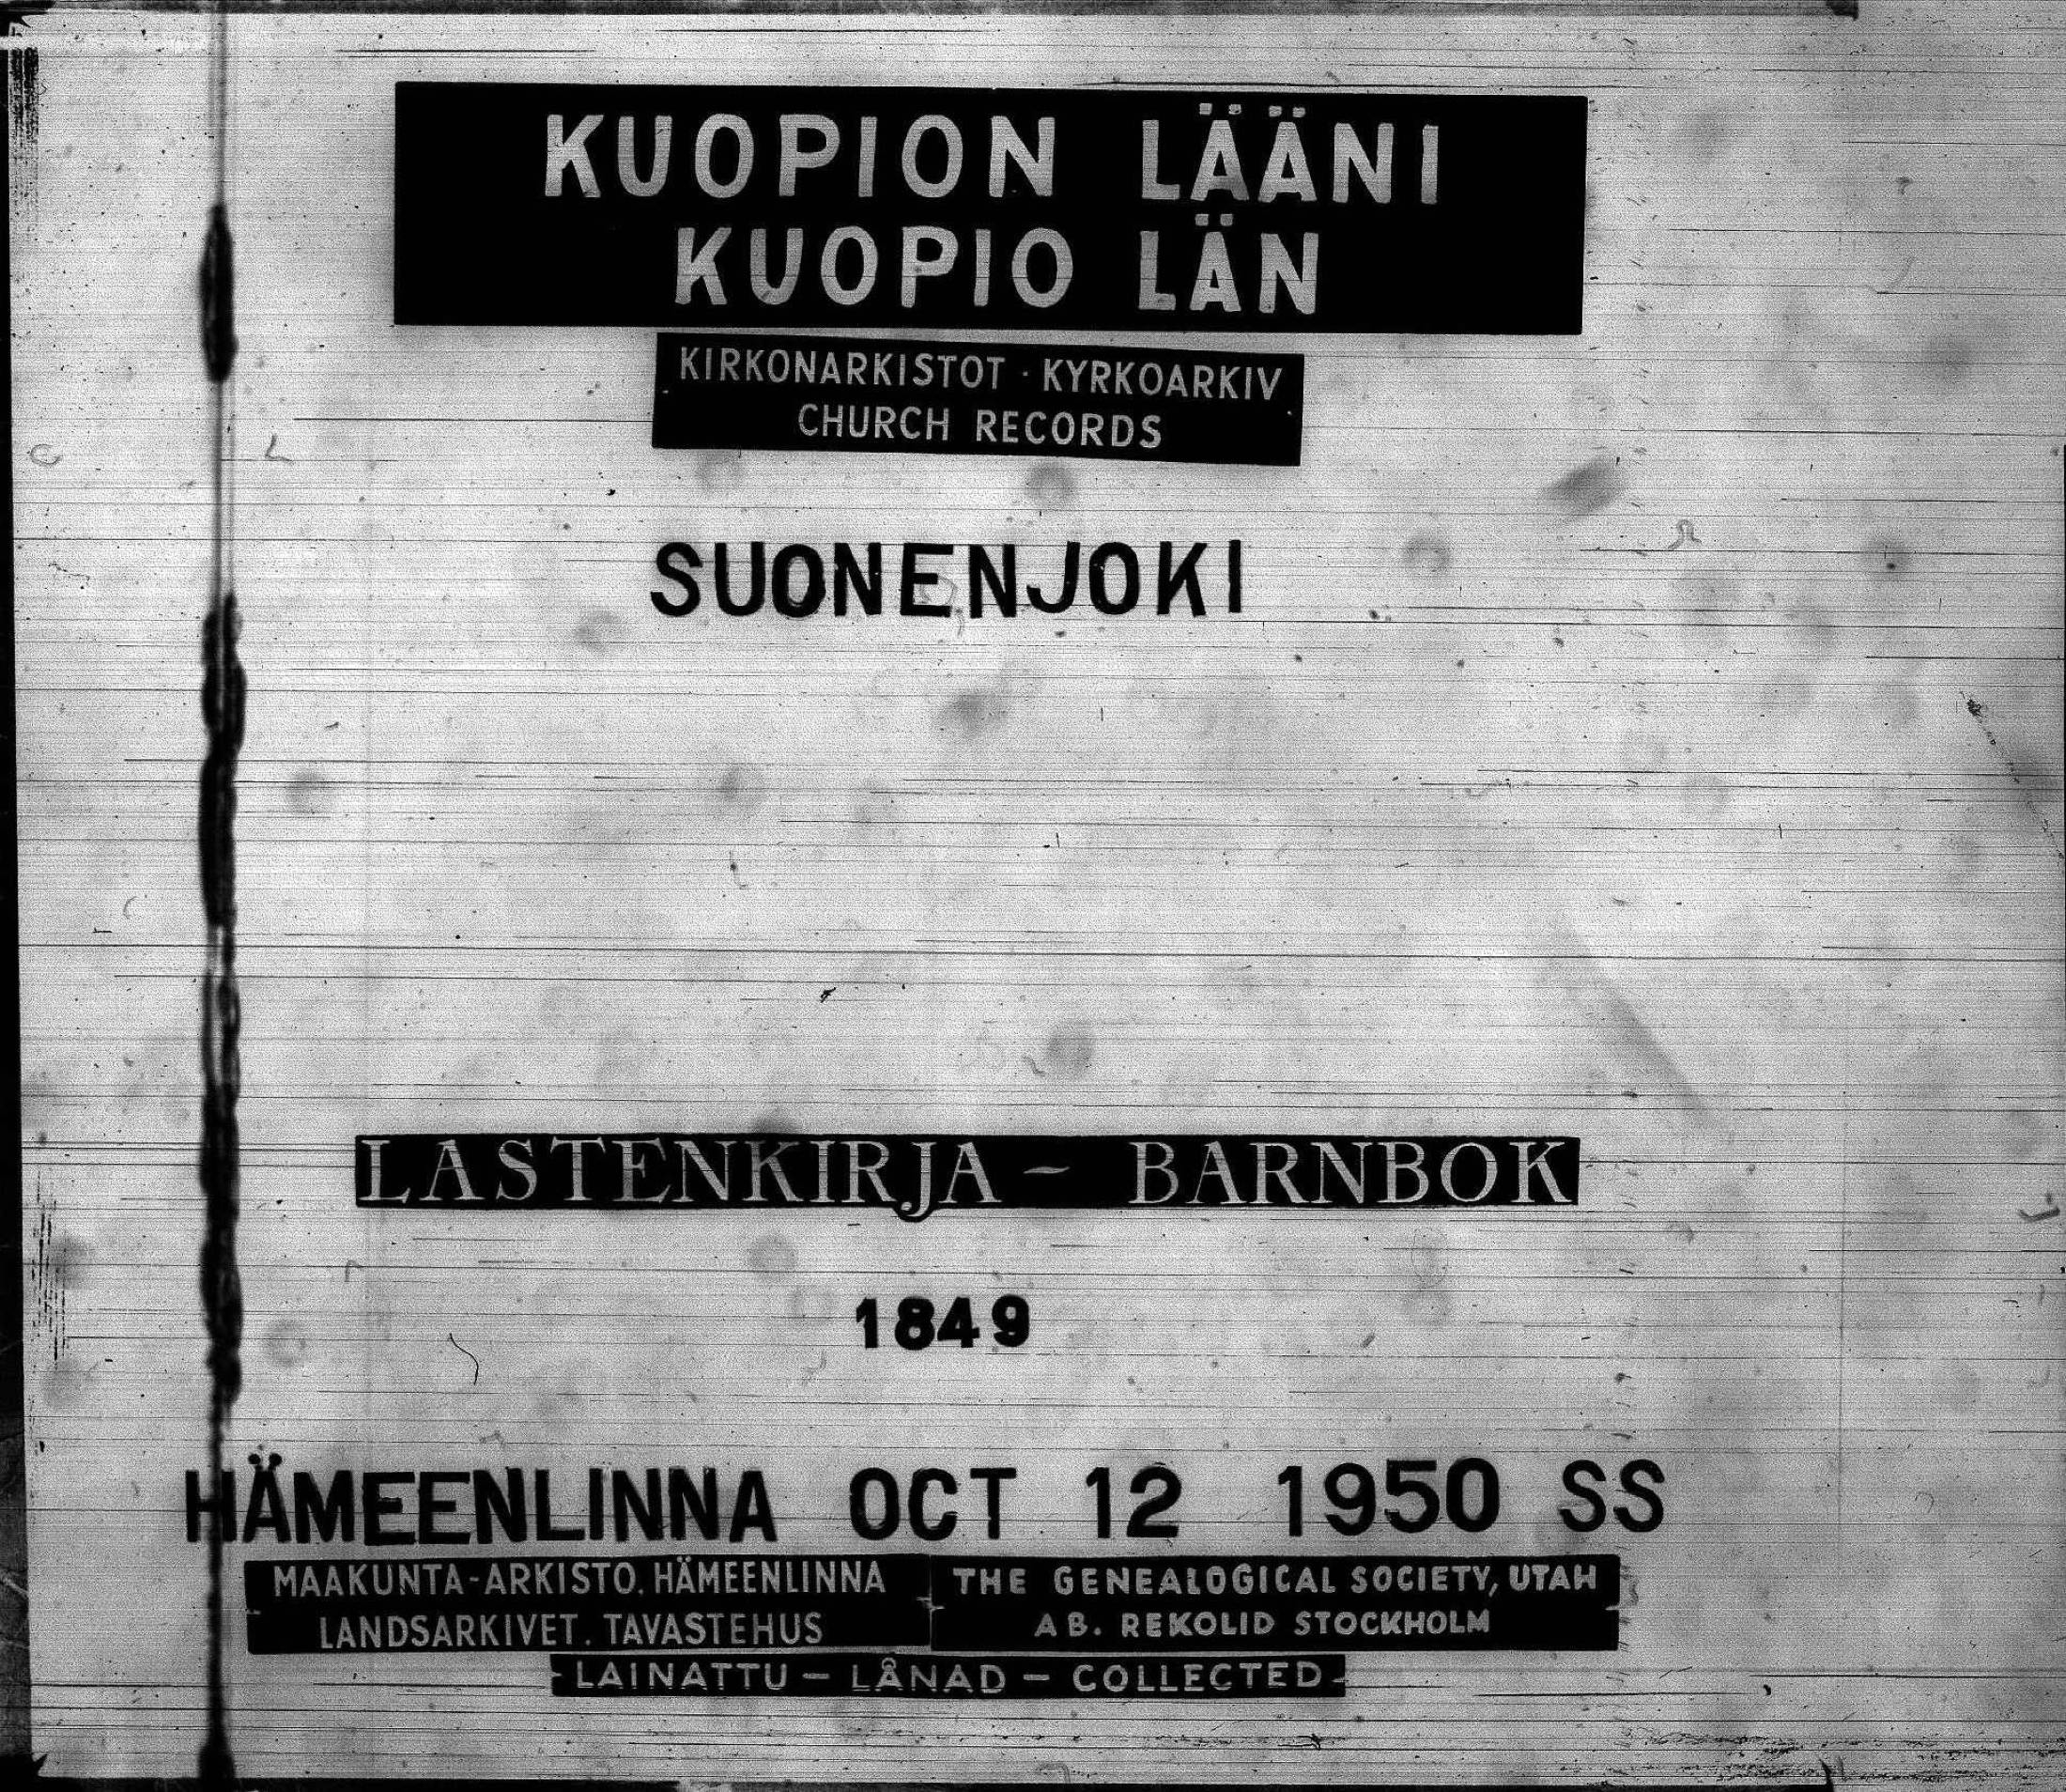 KUOPION LÄÄNI
KUOPIO LÄN
KIRKONARKISTOT · KYRKOARKIV
CHURCH RECORDS
SUONENJOKI
LASTENKIRJA - BARNBOK
1849
HÄMEENLINNA OCT 12 1950 SS
MAAKUNTA-ARKISTO. HÄMEENLINNA
LANDSARKIVET. TAVASTEHUS
THE GENEALOGICAL SOCIETY, UTAH
AB. REKOLID STOCKHOLM
LAINATTU - LÅNAD - COLLECTED